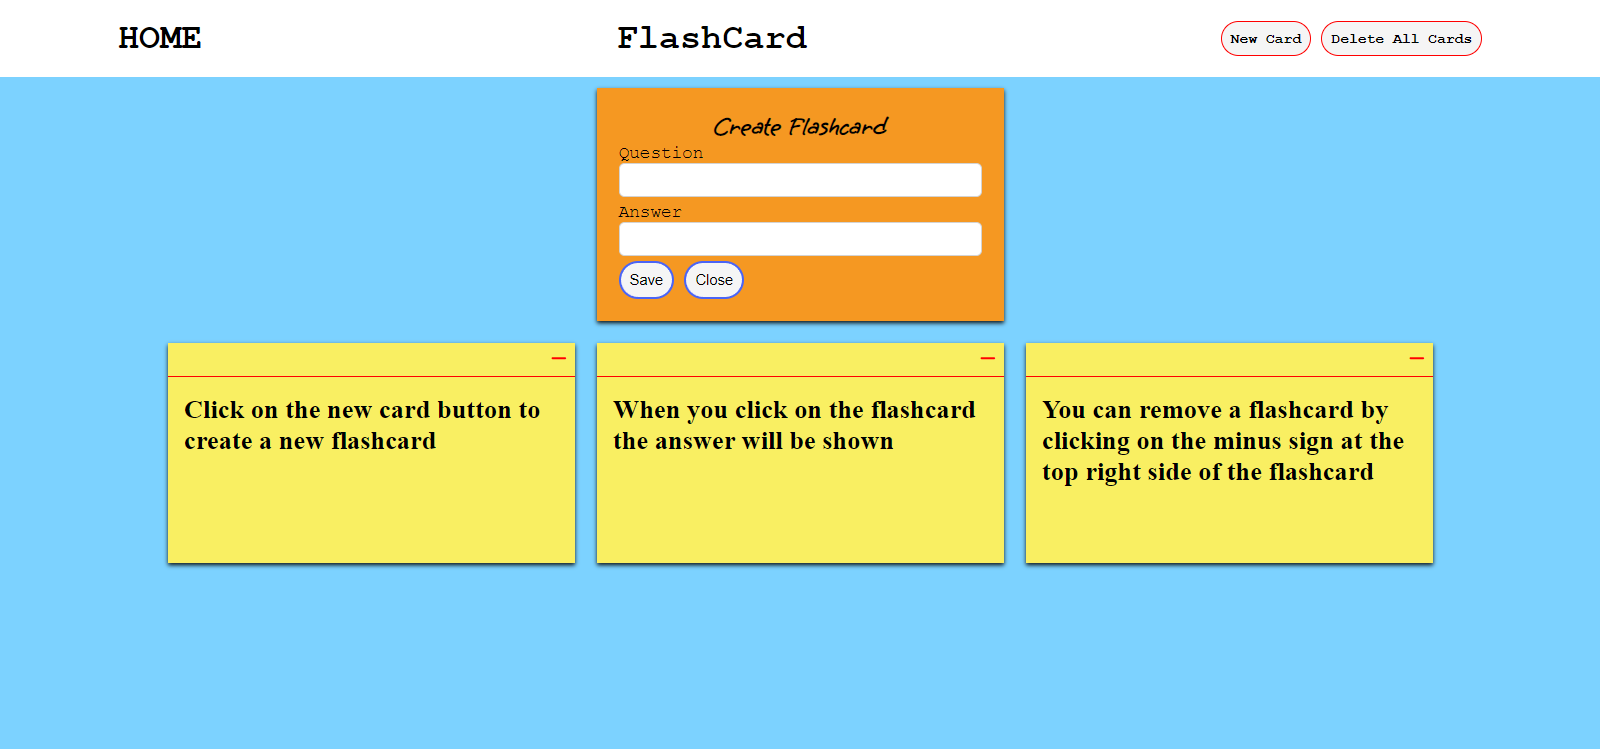 HOME
FlashCard
New Card
Delete All Cards
Create Flashcard
Question
Answer
Save
Close
Click on the new card button to
create a new flashcard
When you click on the flashcard
the answer will be shown
You can remove a flashcard by
clicking on the minus sign at the
top right side of the flashcard